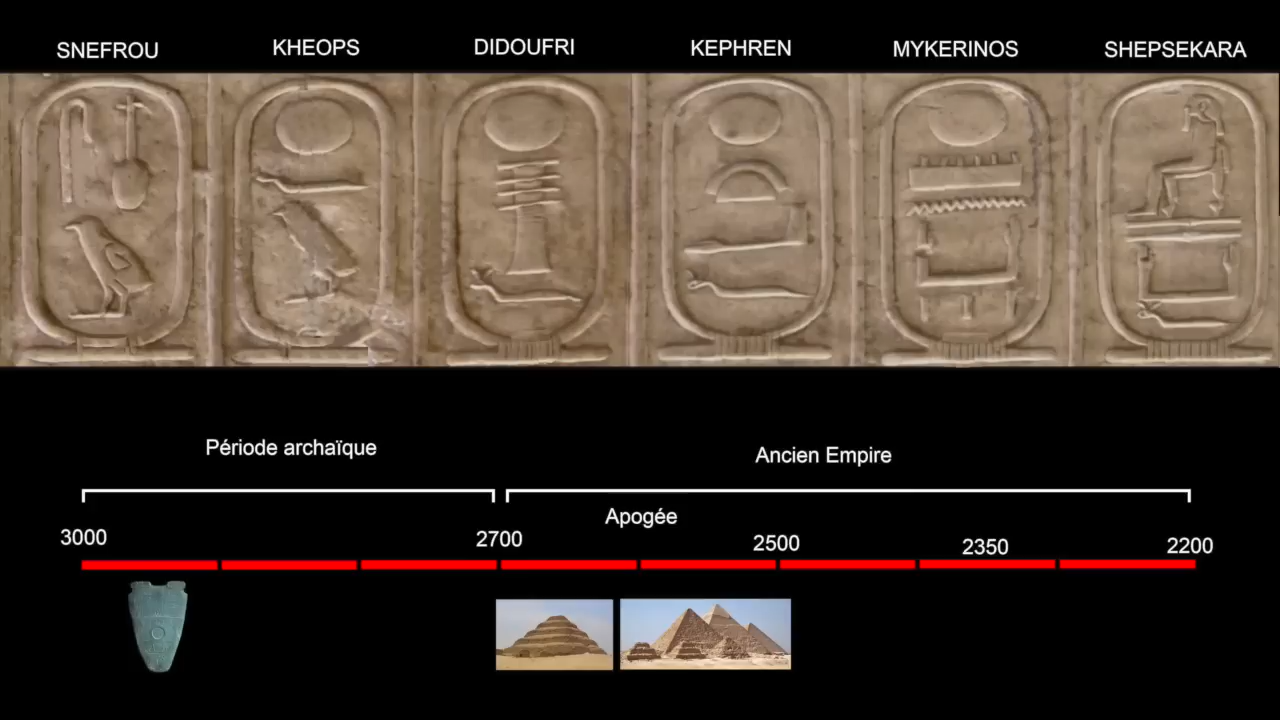 SNEFROU KHEOPS DIDOUFRI KEPHREN MYKERINOS SHEPSEKARA
Période archaïque Ancien Empire
Apogée
3000 2700 2500 2350 2200